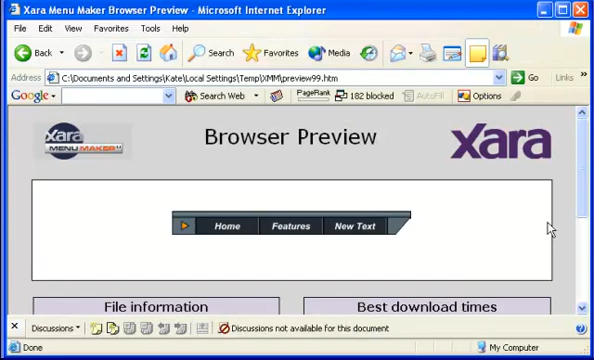 Xara Menu Maker Browser Preview - Microsoft Internet Explorer
File Edit View Favorites Tools Help
Back Search Favorites Media
Address C:\Documents and Settings\Kate\Local Settings\Temp\XMM\preview99.htm Go Links »
Google Search Web PageRank 182 blocked AutoFill Options
xara MENU MAKER Browser Preview xara
Home Features New Text
File information Best download times
Discussions Discussions not available for this document
Done My Computer